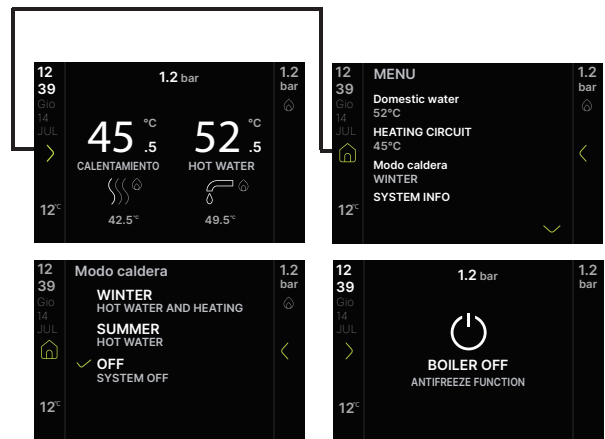 12
39
Gio
14
JUL
12°C
1.2 bar
45 °C .5
52 °C .5
CALENTAMIENTO
HOT WATER
42.5°C
49.5°C
1.2
bar
12
39
Gio
14
JUL
12°C
MENU
Domestic water
52°C
HEATING CIRCUIT
45°C
Modo caldera
WINTER
SYSTEM INFO
1.2
bar
12
39
Gio
14
JUL
12°C
Modo caldera
WINTER
HOT WATER AND HEATING
SUMMER
HOT WATER
OFF
SYSTEM OFF
1.2
bar
12
39
Gio
14
JUL
12°C
1.2 bar
BOILER OFF
ANTIFREEZE FUNCTION
1.2
bar